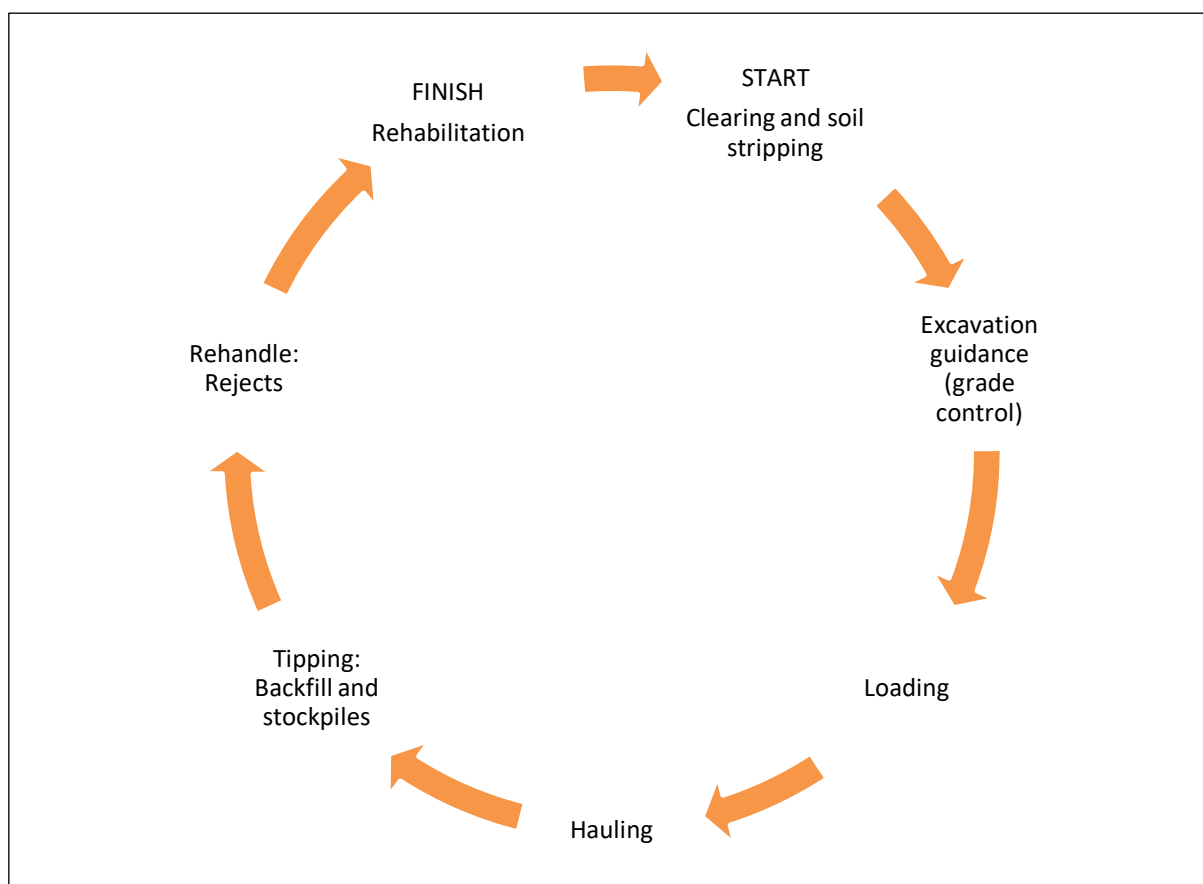 START
Clearing and soil
stripping
Excavation
guidance
(grade
control)
Loading
Hauling
Tipping:
Backfill and
stockpiles
Rehandle:
Rejects
FINISH
Rehabilitation